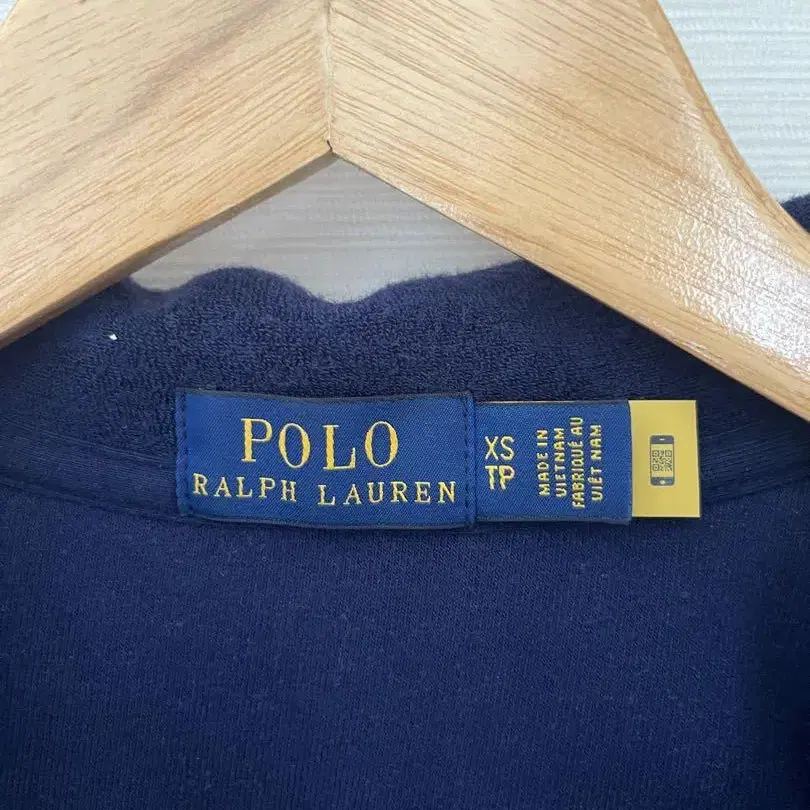 POLO
RALPH LAUREN
XS
TP
MADE IN
VIETNAM
FABRIQUÉ AU
VIÊT NAM